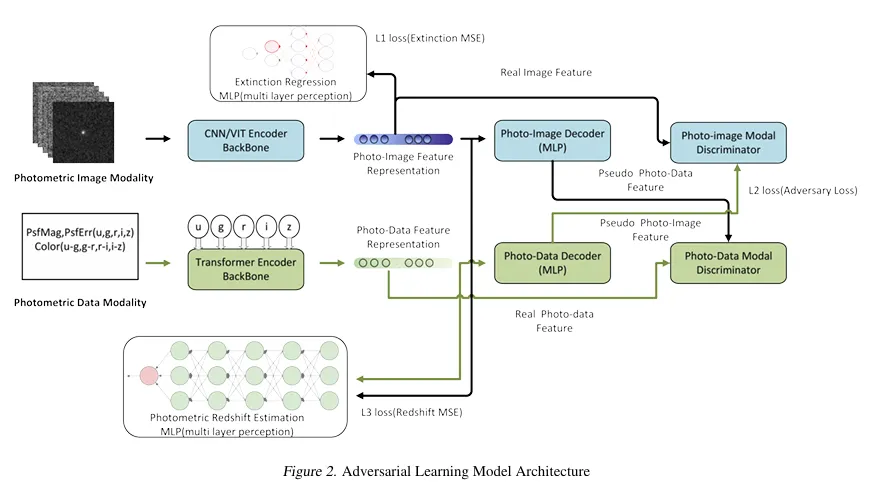 L1 loss(Extinction MSE)
Extinction Regression
MLP(multi layer perception)
Real Image Feature
CNN/VIT Encoder
BackBone
Photo-Image Feature
Representation
Photo-Image Decoder
(MLP)
Photo-image Modal
Discriminator
Photometric Image Modality
Pseudo Photo-Data
Feature
L2 loss(Adversary Loss)
PsfMag,PsfErr(u,g,r,i,z)
Color(u-g,g-r,r-i,i-z)
u g r i z
Transformer Encoder
BackBone
Photo-Data Feature
Representation
Pseudo Photo-Image
Feature
Photo-Data Decoder
(MLP)
Photo-Data Modal
Discriminator
Photometric Data Modality
Real Photo-data
Feature
Photometric Redshift Estimation
MLP(multi layer perception)
L3 loss(Redshift MSE)
Figure 2. Adversarial Learning Model Architecture